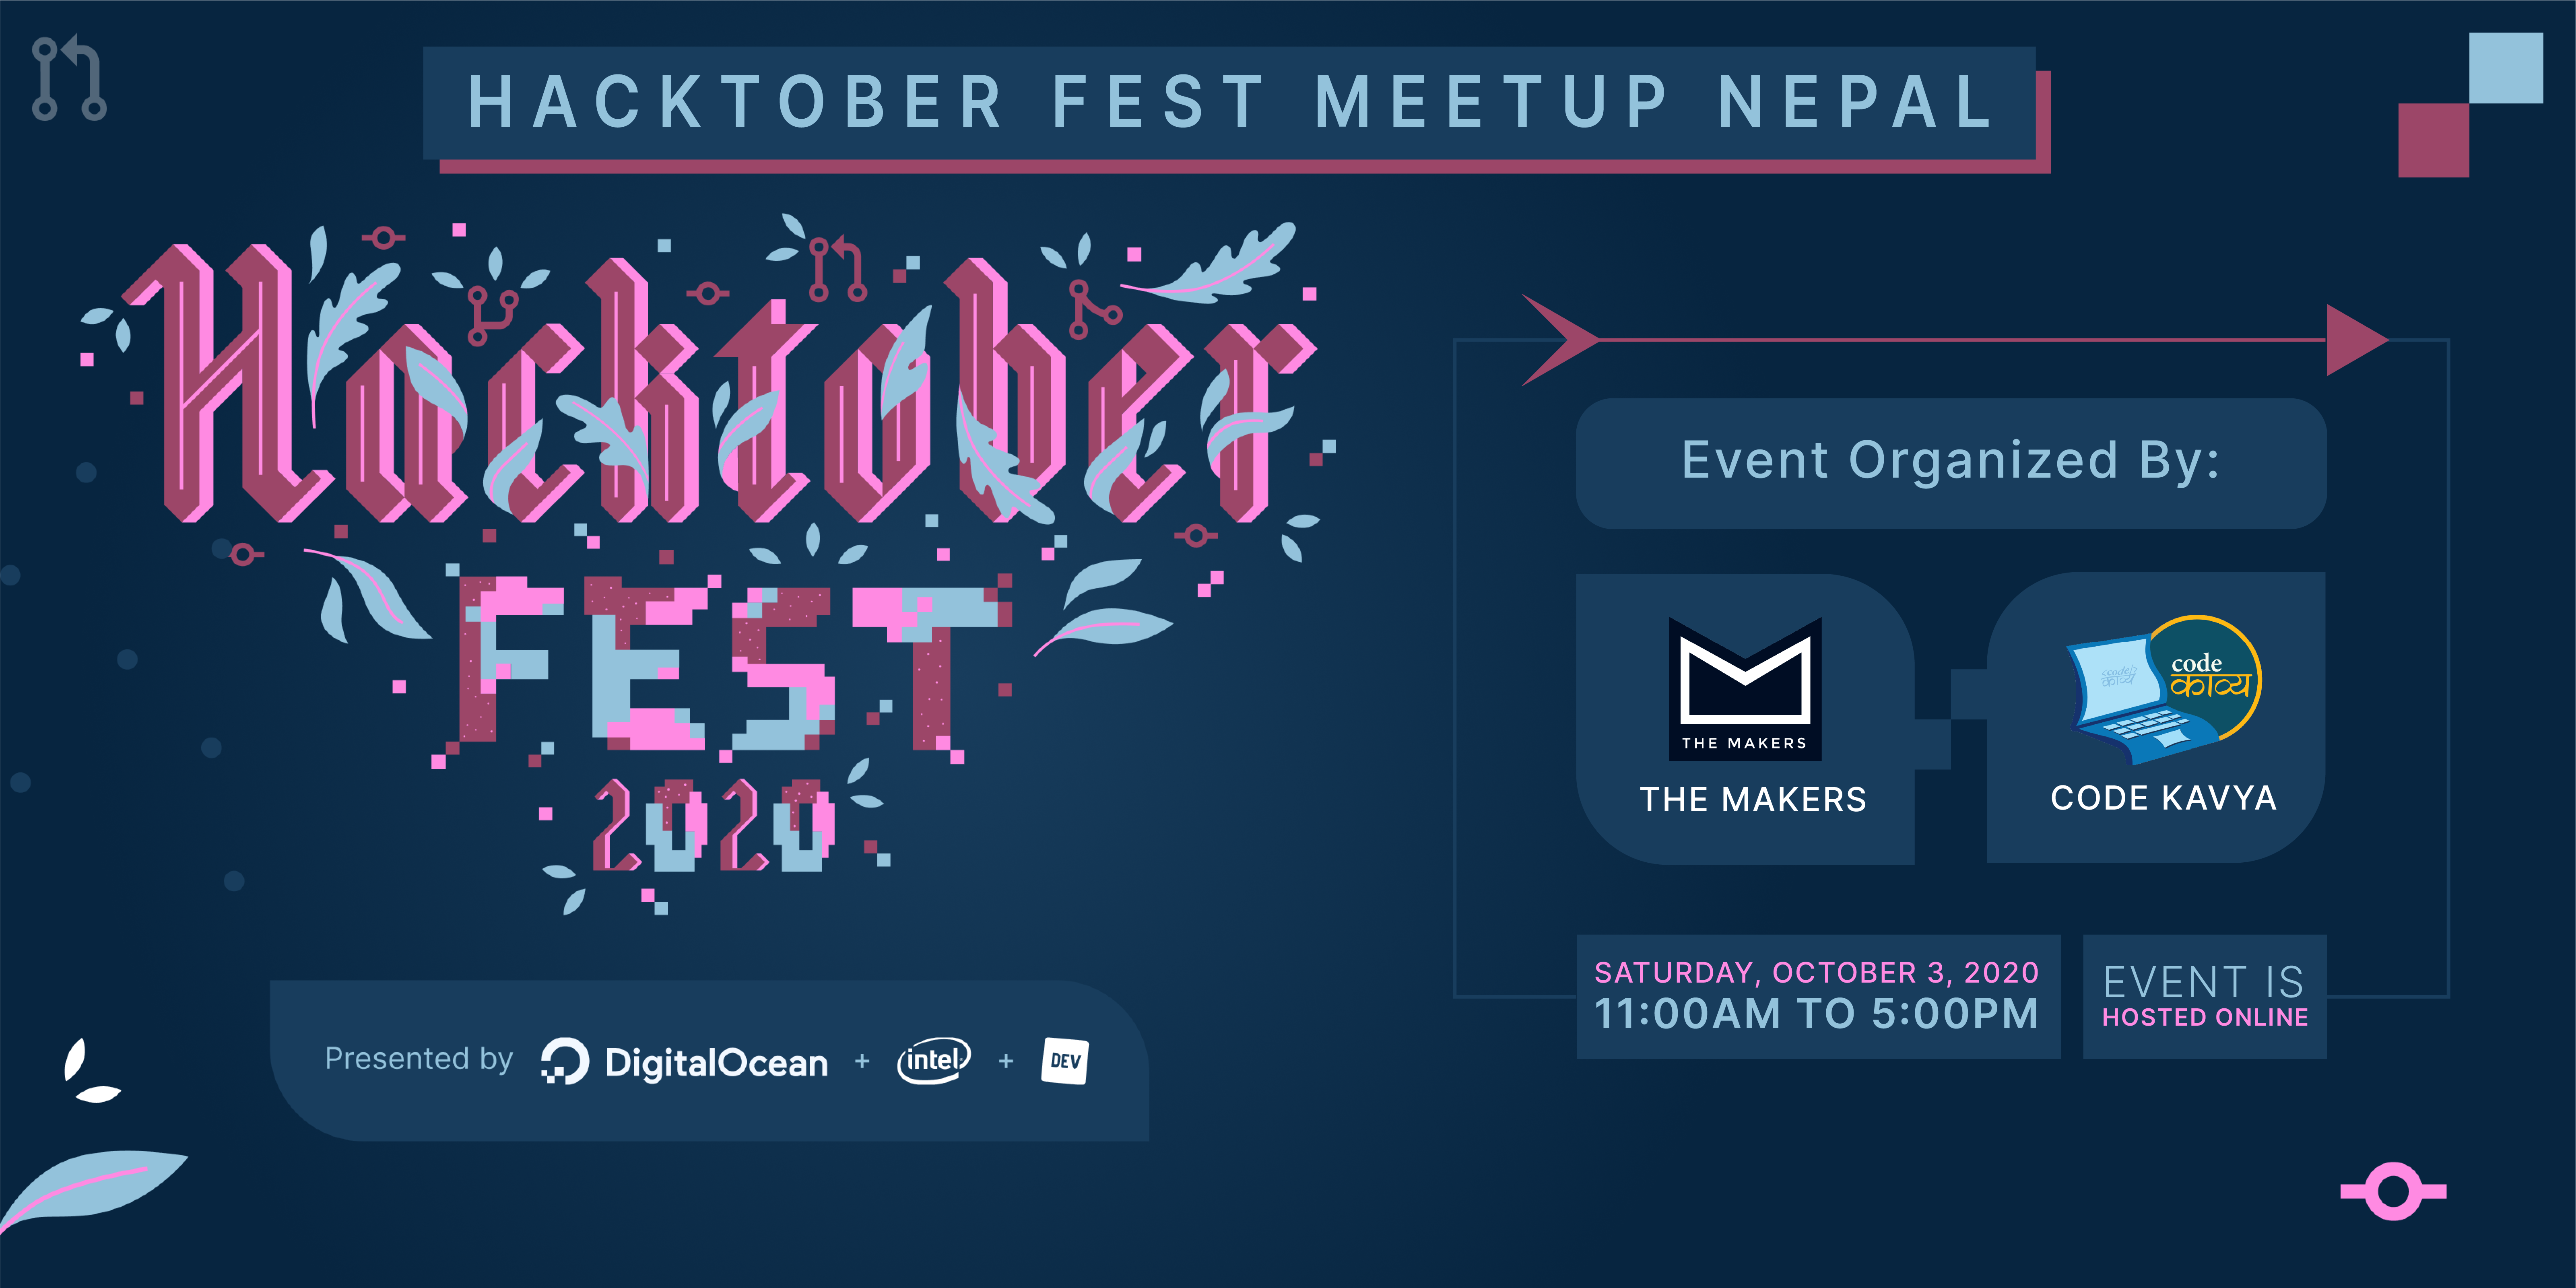 HACKTOBER FEST MEETUP NEPAL
Hacktober
FEST
2020
Presented by DigitalOcean + intel + DEV
Event Organized By:
THE MAKERS
THE MAKERS
code
काव्य
CODE KAVYA
SATURDAY, OCTOBER 3, 2020
11:00AM TO 5:00PM
EVENT IS
HOSTED ONLINE